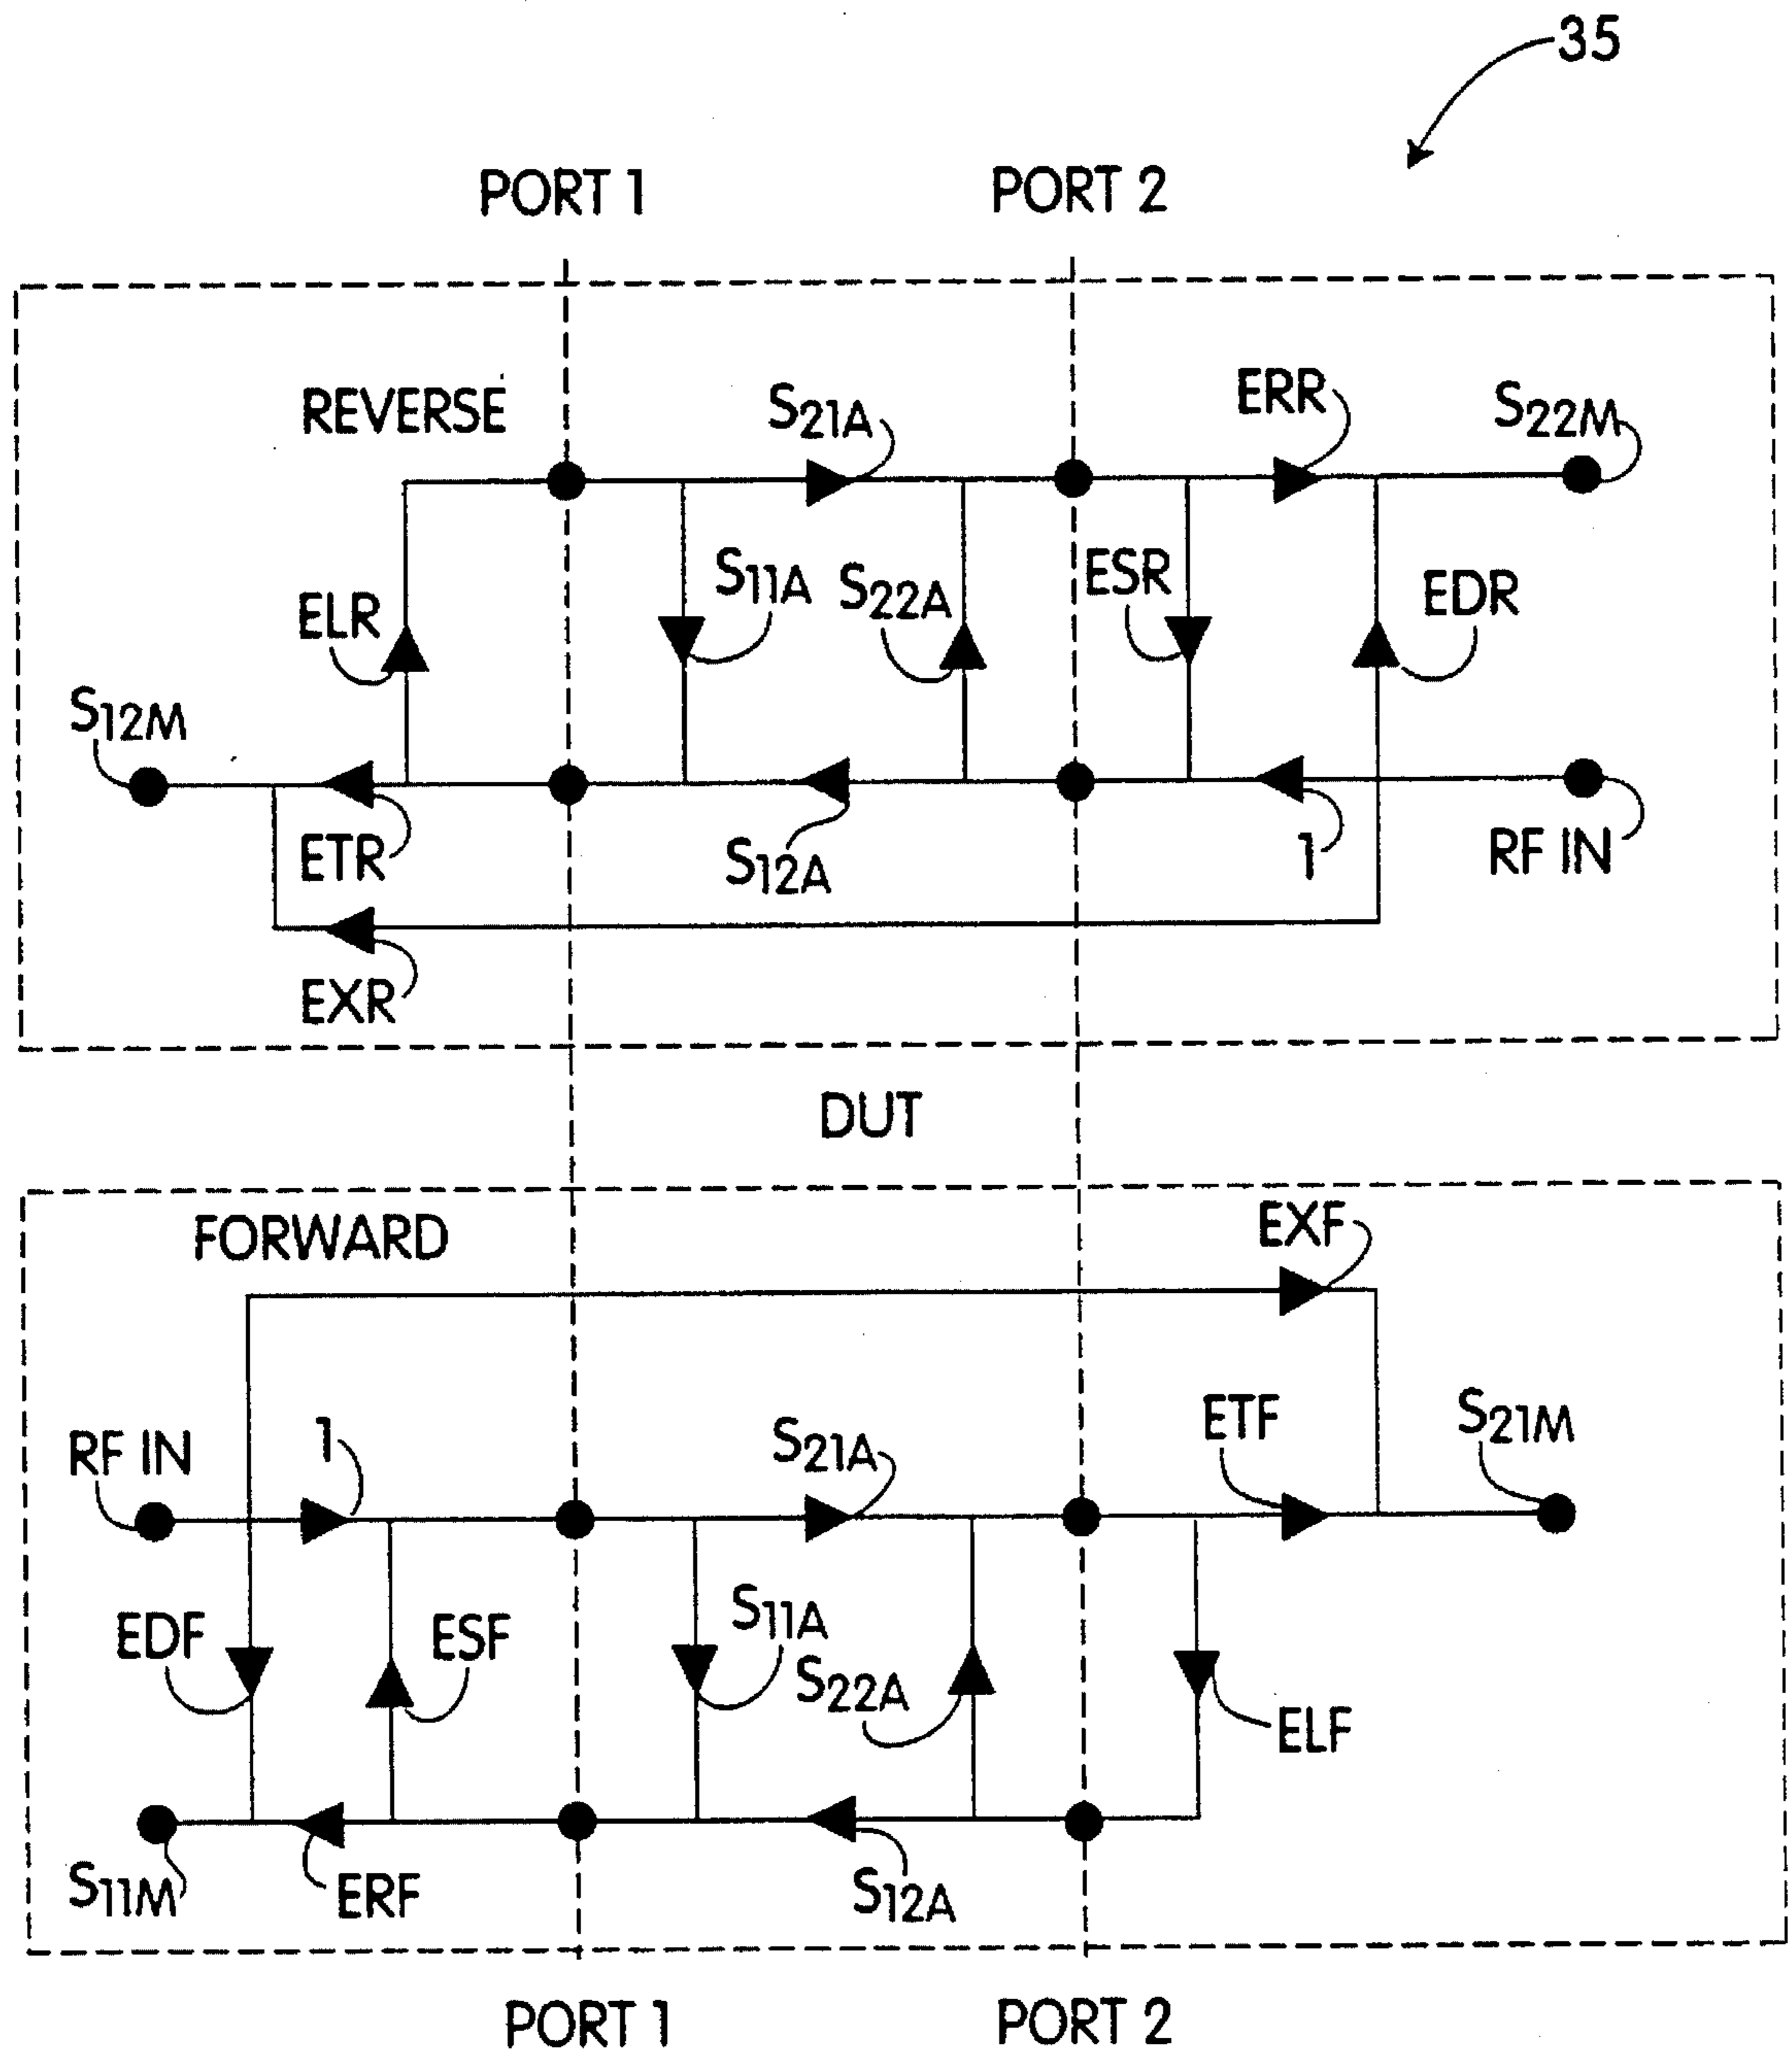 35
PORT 1
PORT 2
REVERSE
S21A
ERR
S22M
ELR
S11A
S22A
ESR
EDR
S12M
ETR
S12A
1
RF IN
EXR
DUT
FORWARD
EXF
RF IN
1
S21A
ETF
S21M
EDF
ESF
S11A
S22A
ELF
S11M
ERF
S12A
PORT 1
PORT 2